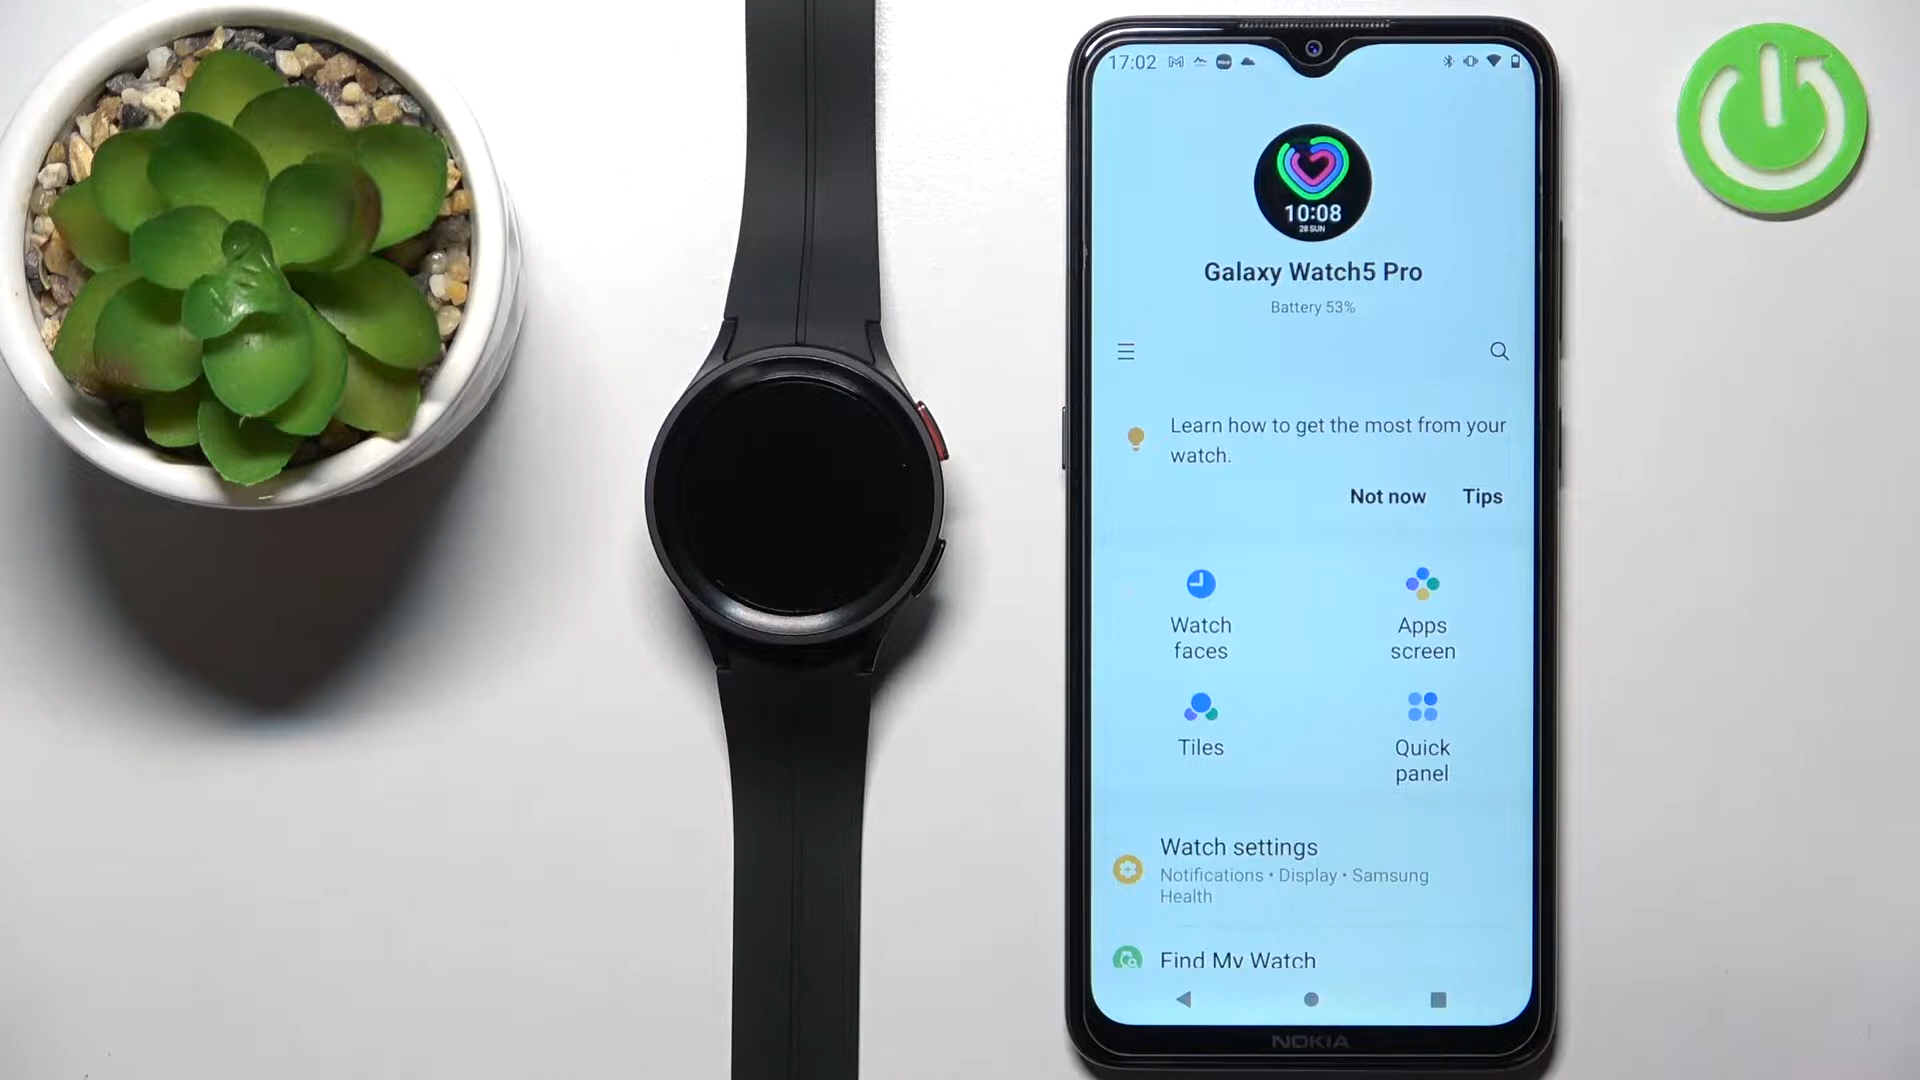 17:02
10:08
28 SUN
Galaxy Watch5 Pro
Battery 53%
Learn how to get the most from your
watch.
Not now Tips
Watch
faces
Apps
screen
Tiles
Quick
panel
Watch settings
Notifications • Display • Samsung
Health
Find My Watch
NOKIA